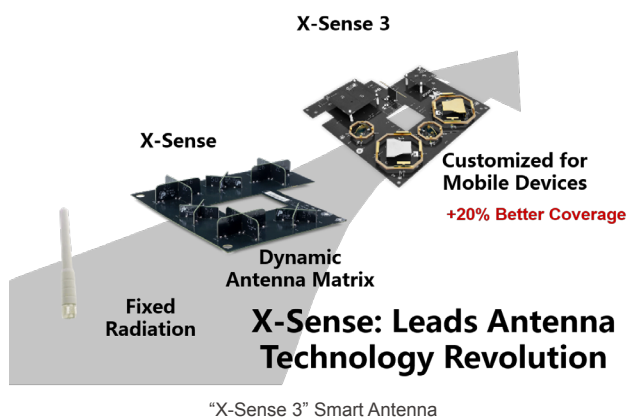 X-Sense 3
X-Sense
Customized for
Mobile Devices
+20% Better Coverage
Dynamic
Antenna Matrix
Fixed
Radiation
X-Sense: Leads Antenna
Technology Revolution
“X-Sense 3” Smart Antenna